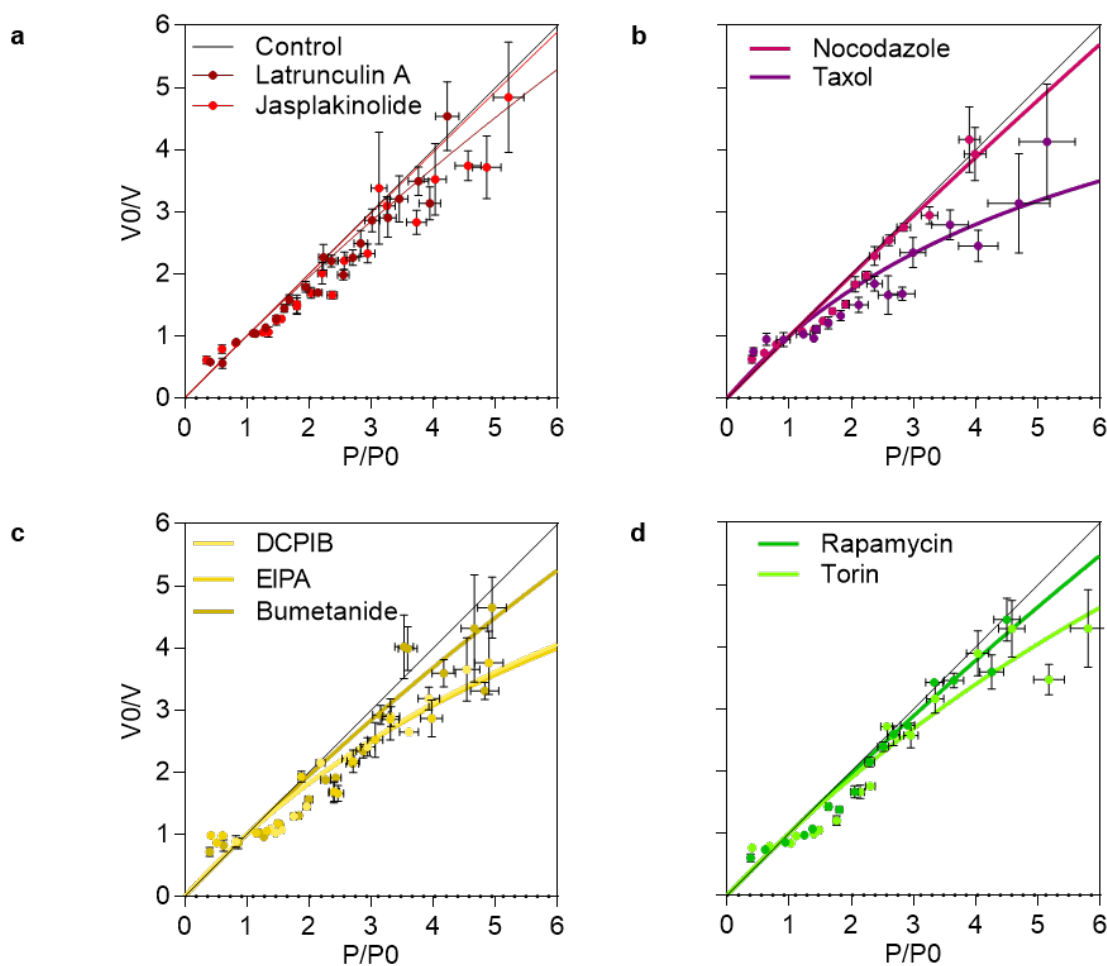 a
6
5
4
3
2
1
0
V0/V
Control
Latrunculin A
Jasplakinolide
0 1 2 3 4 5 6
P/P0
b
Nocodazole
Taxol
0 1 2 3 4 5 6
P/P0
c
6
5
4
3
2
1
0
V0/V
DCPIB
EIPA
Bumetanide
0 1 2 3 4 5 6
P/P0
d
Rapamycin
Torin
0 1 2 3 4 5 6
P/P0